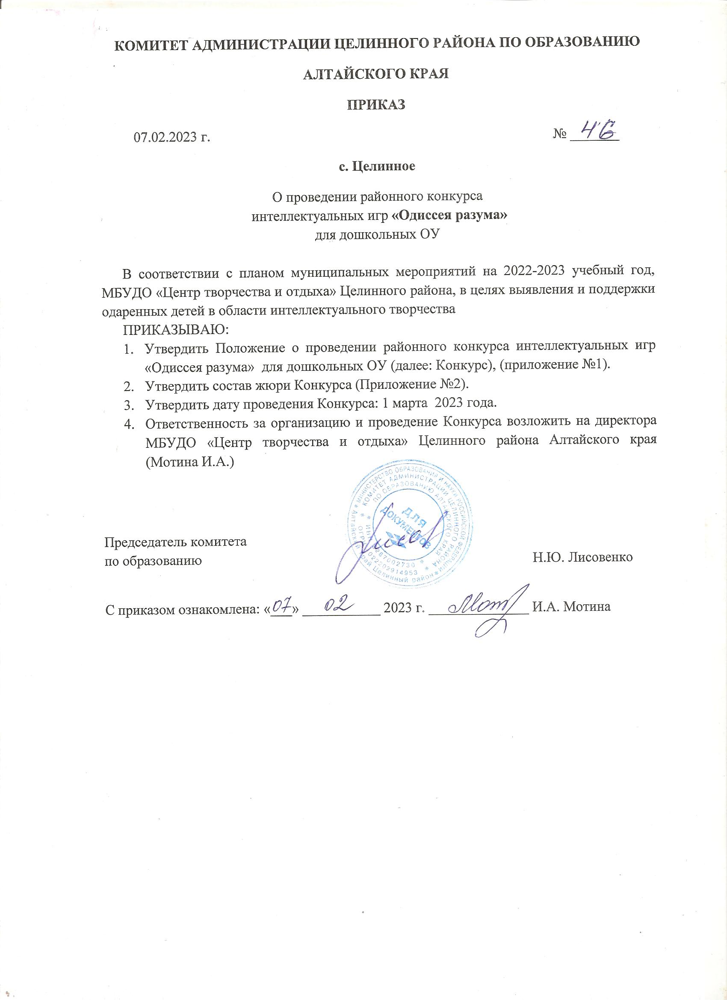 КОМИТЕТ АДМИНИСТРАЦИИ ЦЕЛИННОГО РАЙОНА ПО ОБРАЗОВАНИЮ
АЛТАЙСКОГО КРАЯ
ПРИКАЗ
07.02.2023 г. № 46
с. Целинное
О проведении районного конкурса
интеллектуальных игр «Одиссея разума»
для дошкольных ОУ
В соответствии с планом муниципальных мероприятий на 2022-2023 учебный год,
МБУДО «Центр творчества и отдыха» Целинного района, в целях выявления и поддержки
одаренных детей в области интеллектуального творчества
ПРИКАЗЫВАЮ:
1. Утвердить Положение о проведении районного конкурса интеллектуальных игр
«Одиссея разума» для дошкольных ОУ (далее: Конкурс), (приложение №1).
2. Утвердить состав жюри Конкурса (Приложение №2).
3. Утвердить дату проведения Конкурса: 1 марта 2023 года.
4. Ответственность за организацию и проведение Конкурса возложить на директора
МБУДО «Центр творчества и отдыха» Целинного района Алтайского края
(Мотина И.А.)
МИНИСТЕРСТВО ОБРАЗОВАНИЯ И НАУКИ РОССИЙСКОЙ ФЕДЕРАЦИИ
Алтайский край Целинный район
КОМИТЕТ АДМИНИСТРАЦИИ ЦЕЛИННОГО РАЙОНА
ПО ОБРАЗОВАНИЮ АЛТАЙСКОГО КРАЯ
ДЛЯ
ДОКУМЕНТОВ
Председатель комитета
по образованию Н.Ю. Лисовенко
С приказом ознакомлена: «07» 02 2023 г. И.А. Мотина